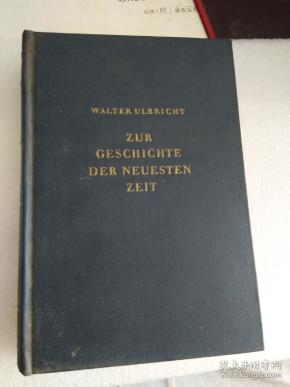 WALTER ULBRICHT
ZUR
GESCHICHTE
DER NEUESTEN
ZEIT
孔夫子旧书网